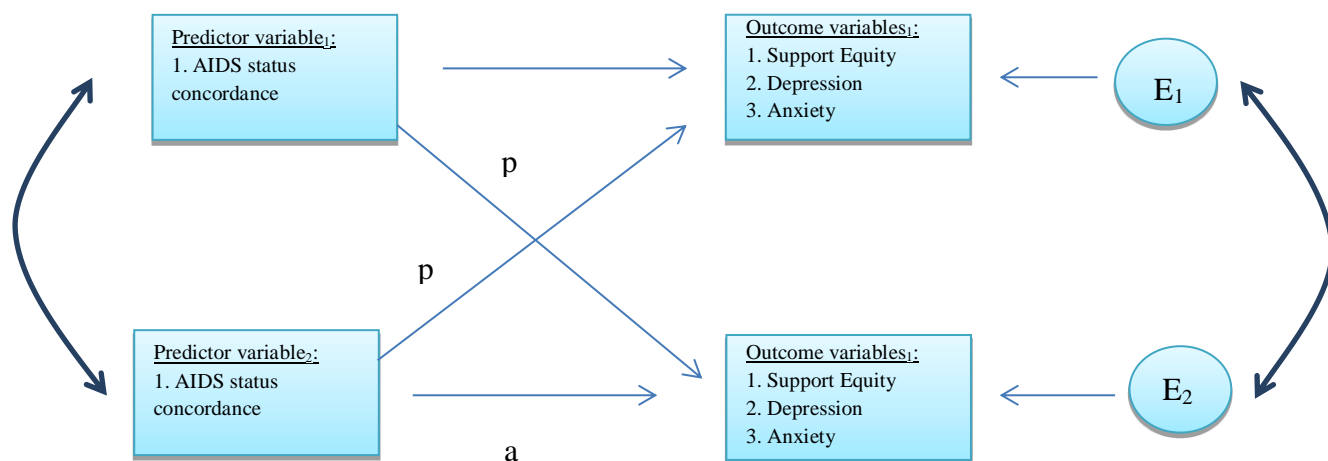 Predictor variable₁:
1. AIDS status
concordance
Outcome variables₁:
1. Support Equity
2. Depression
3. Anxiety
E₁
p
p
Predictor variable₂:
1. AIDS status
concordance
Outcome variables₁:
1. Support Equity
2. Depression
3. Anxiety
E₂
a